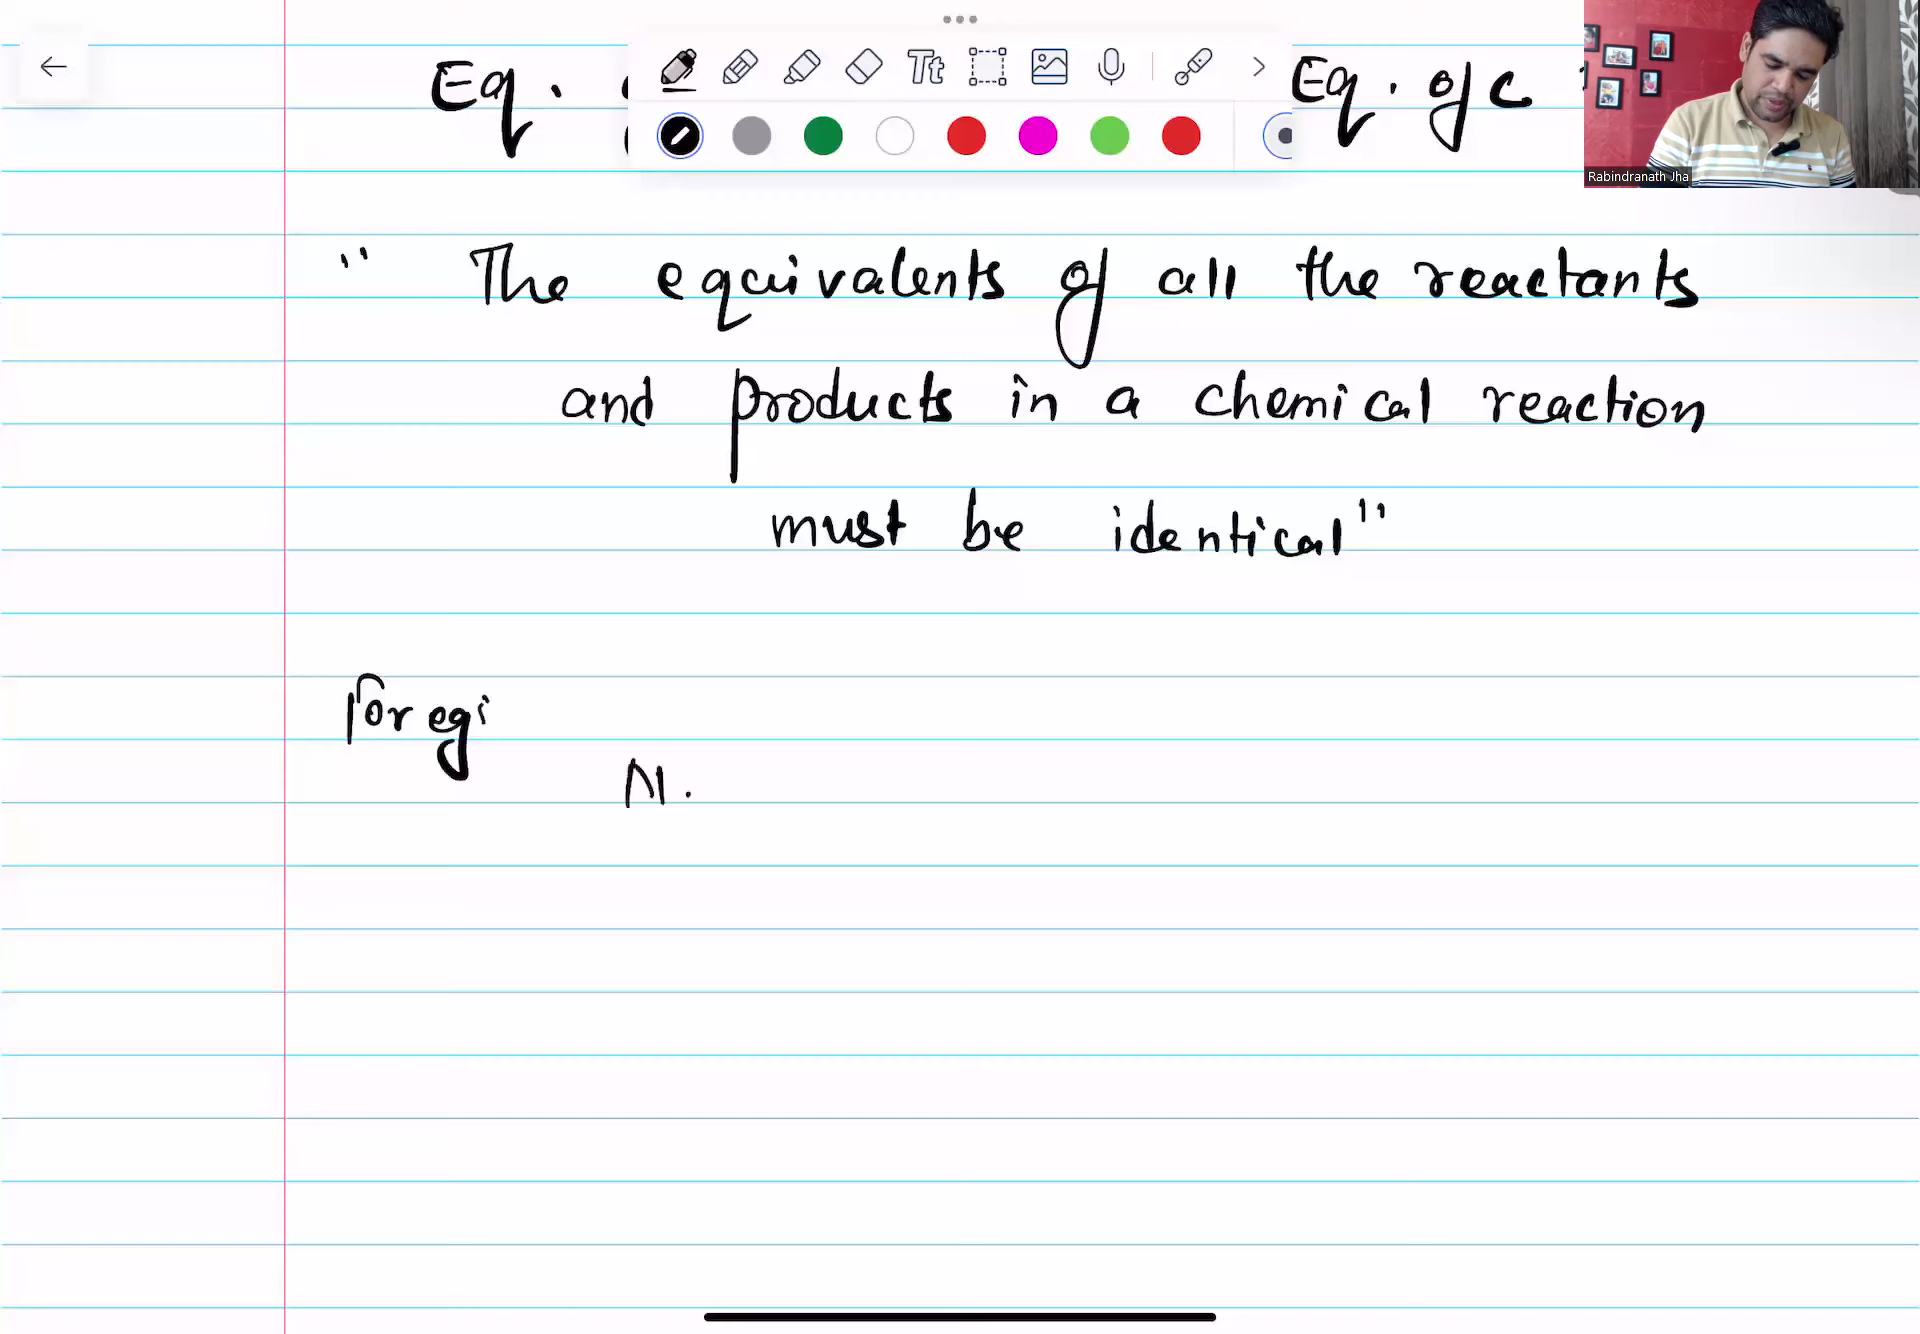 Eq. Eq. of C
Tt
Rabindranath Jha
" The equivalents of all the reactants
and products in a chemical reaction
must be identical"
For eg:
N.